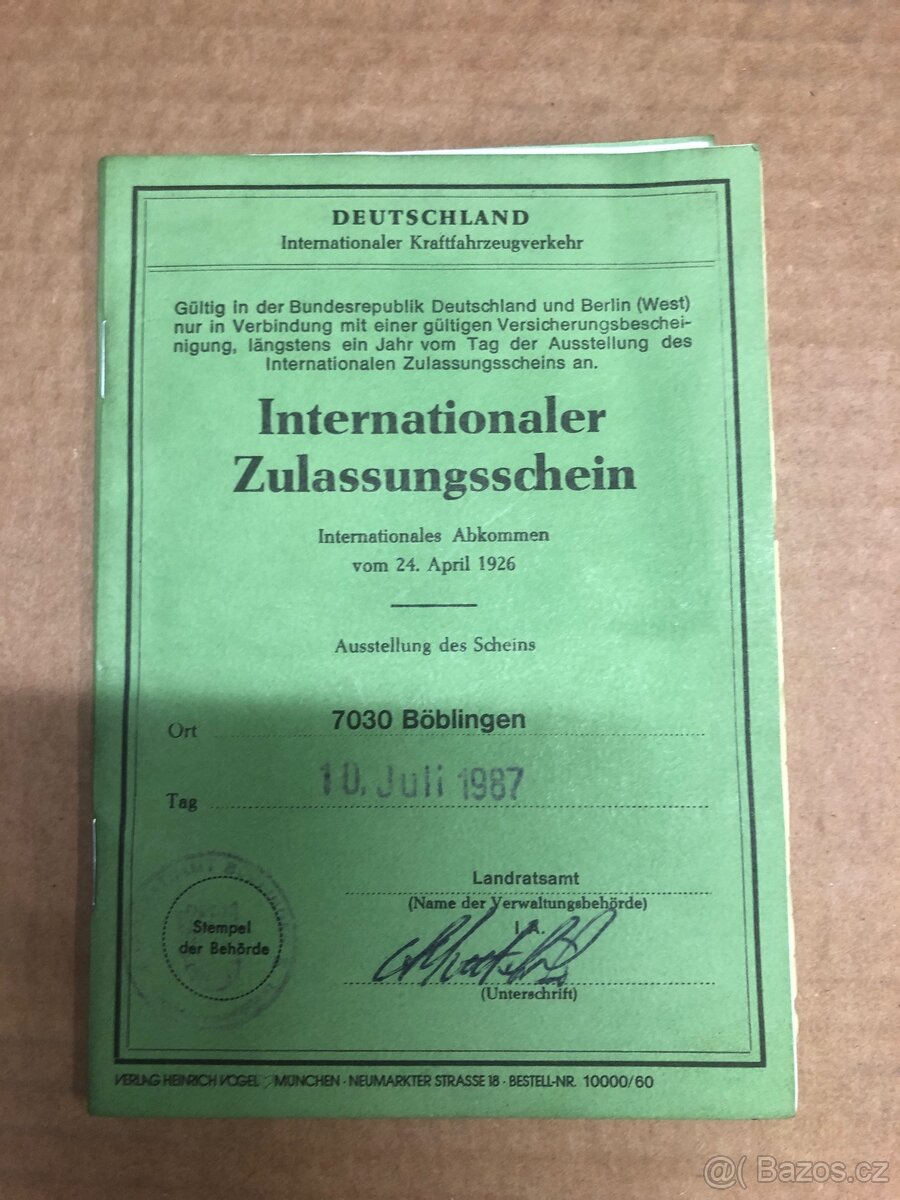 DEUTSCHLAND
Internationaler Kraftfahrzeugverkehr
Gültig in der Bundesrepublik Deutschland und Berlin (West)
nur in Verbindung mit einer gültigen Versicherungsbeschei-
nigung, längstens ein Jahr vom Tag der Ausstellung des
Internationalen Zulassungsscheins an.
Internationaler
Zulassungsschein
Internationales Abkommen
vom 24. April 1926
Ausstellung des Scheins
Ort 7030 Böblingen
Tag 10. Juli 1987
Landratsamt
(Name der Verwaltungsbehörde)
I.A.
Stempel
der Behörde
(Unterschrift)
VERLAG HEINRICH VOGEL / MÜNCHEN · NEUMARKTER STRASSE 18 · BESTELL-NR. 10000/60
@( Bazos.cz